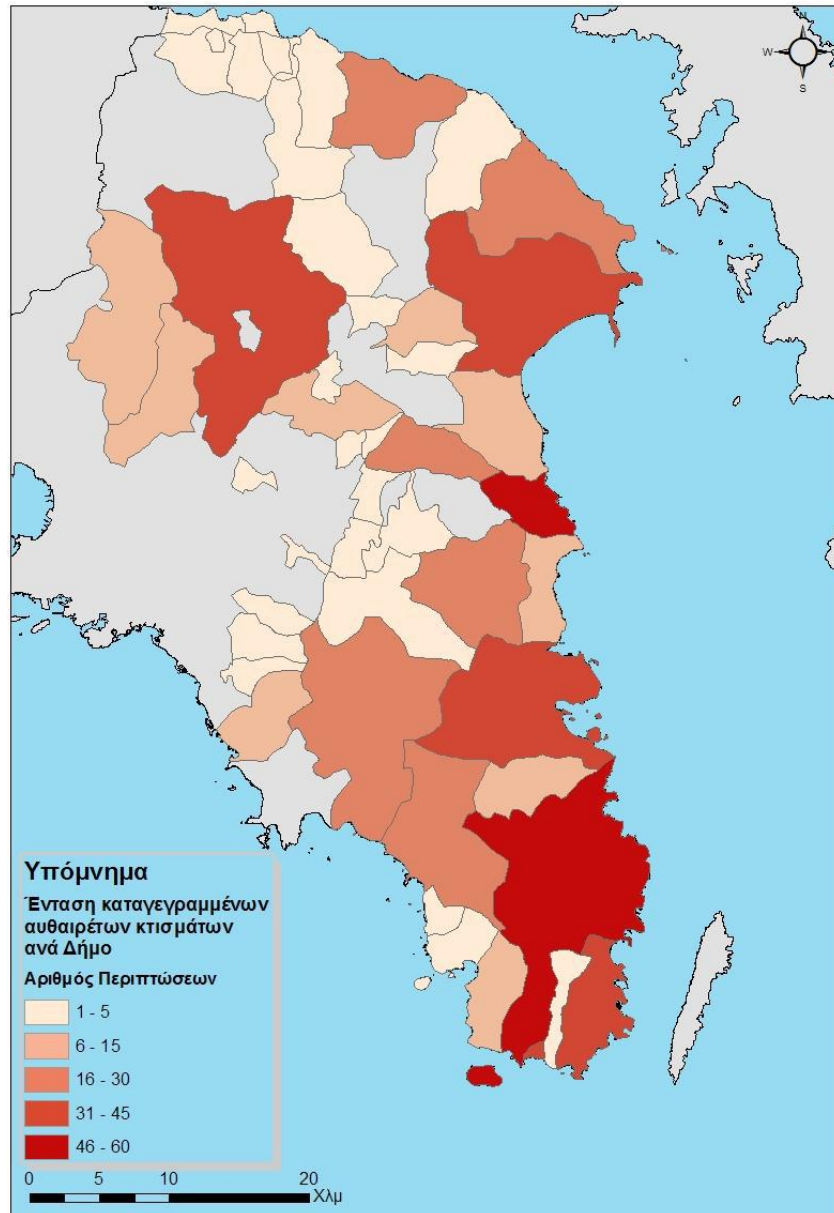 N
W
S
Υπόμνημα
Ένταση καταγεγραμμένων
αυθαιρέτων κτισμάτων
ανά Δήμο
Αριθμός Περιπτώσεων
1 - 5
6 - 15
16 - 30
31 - 45
46 - 60
0 5 10 20
Χλμ